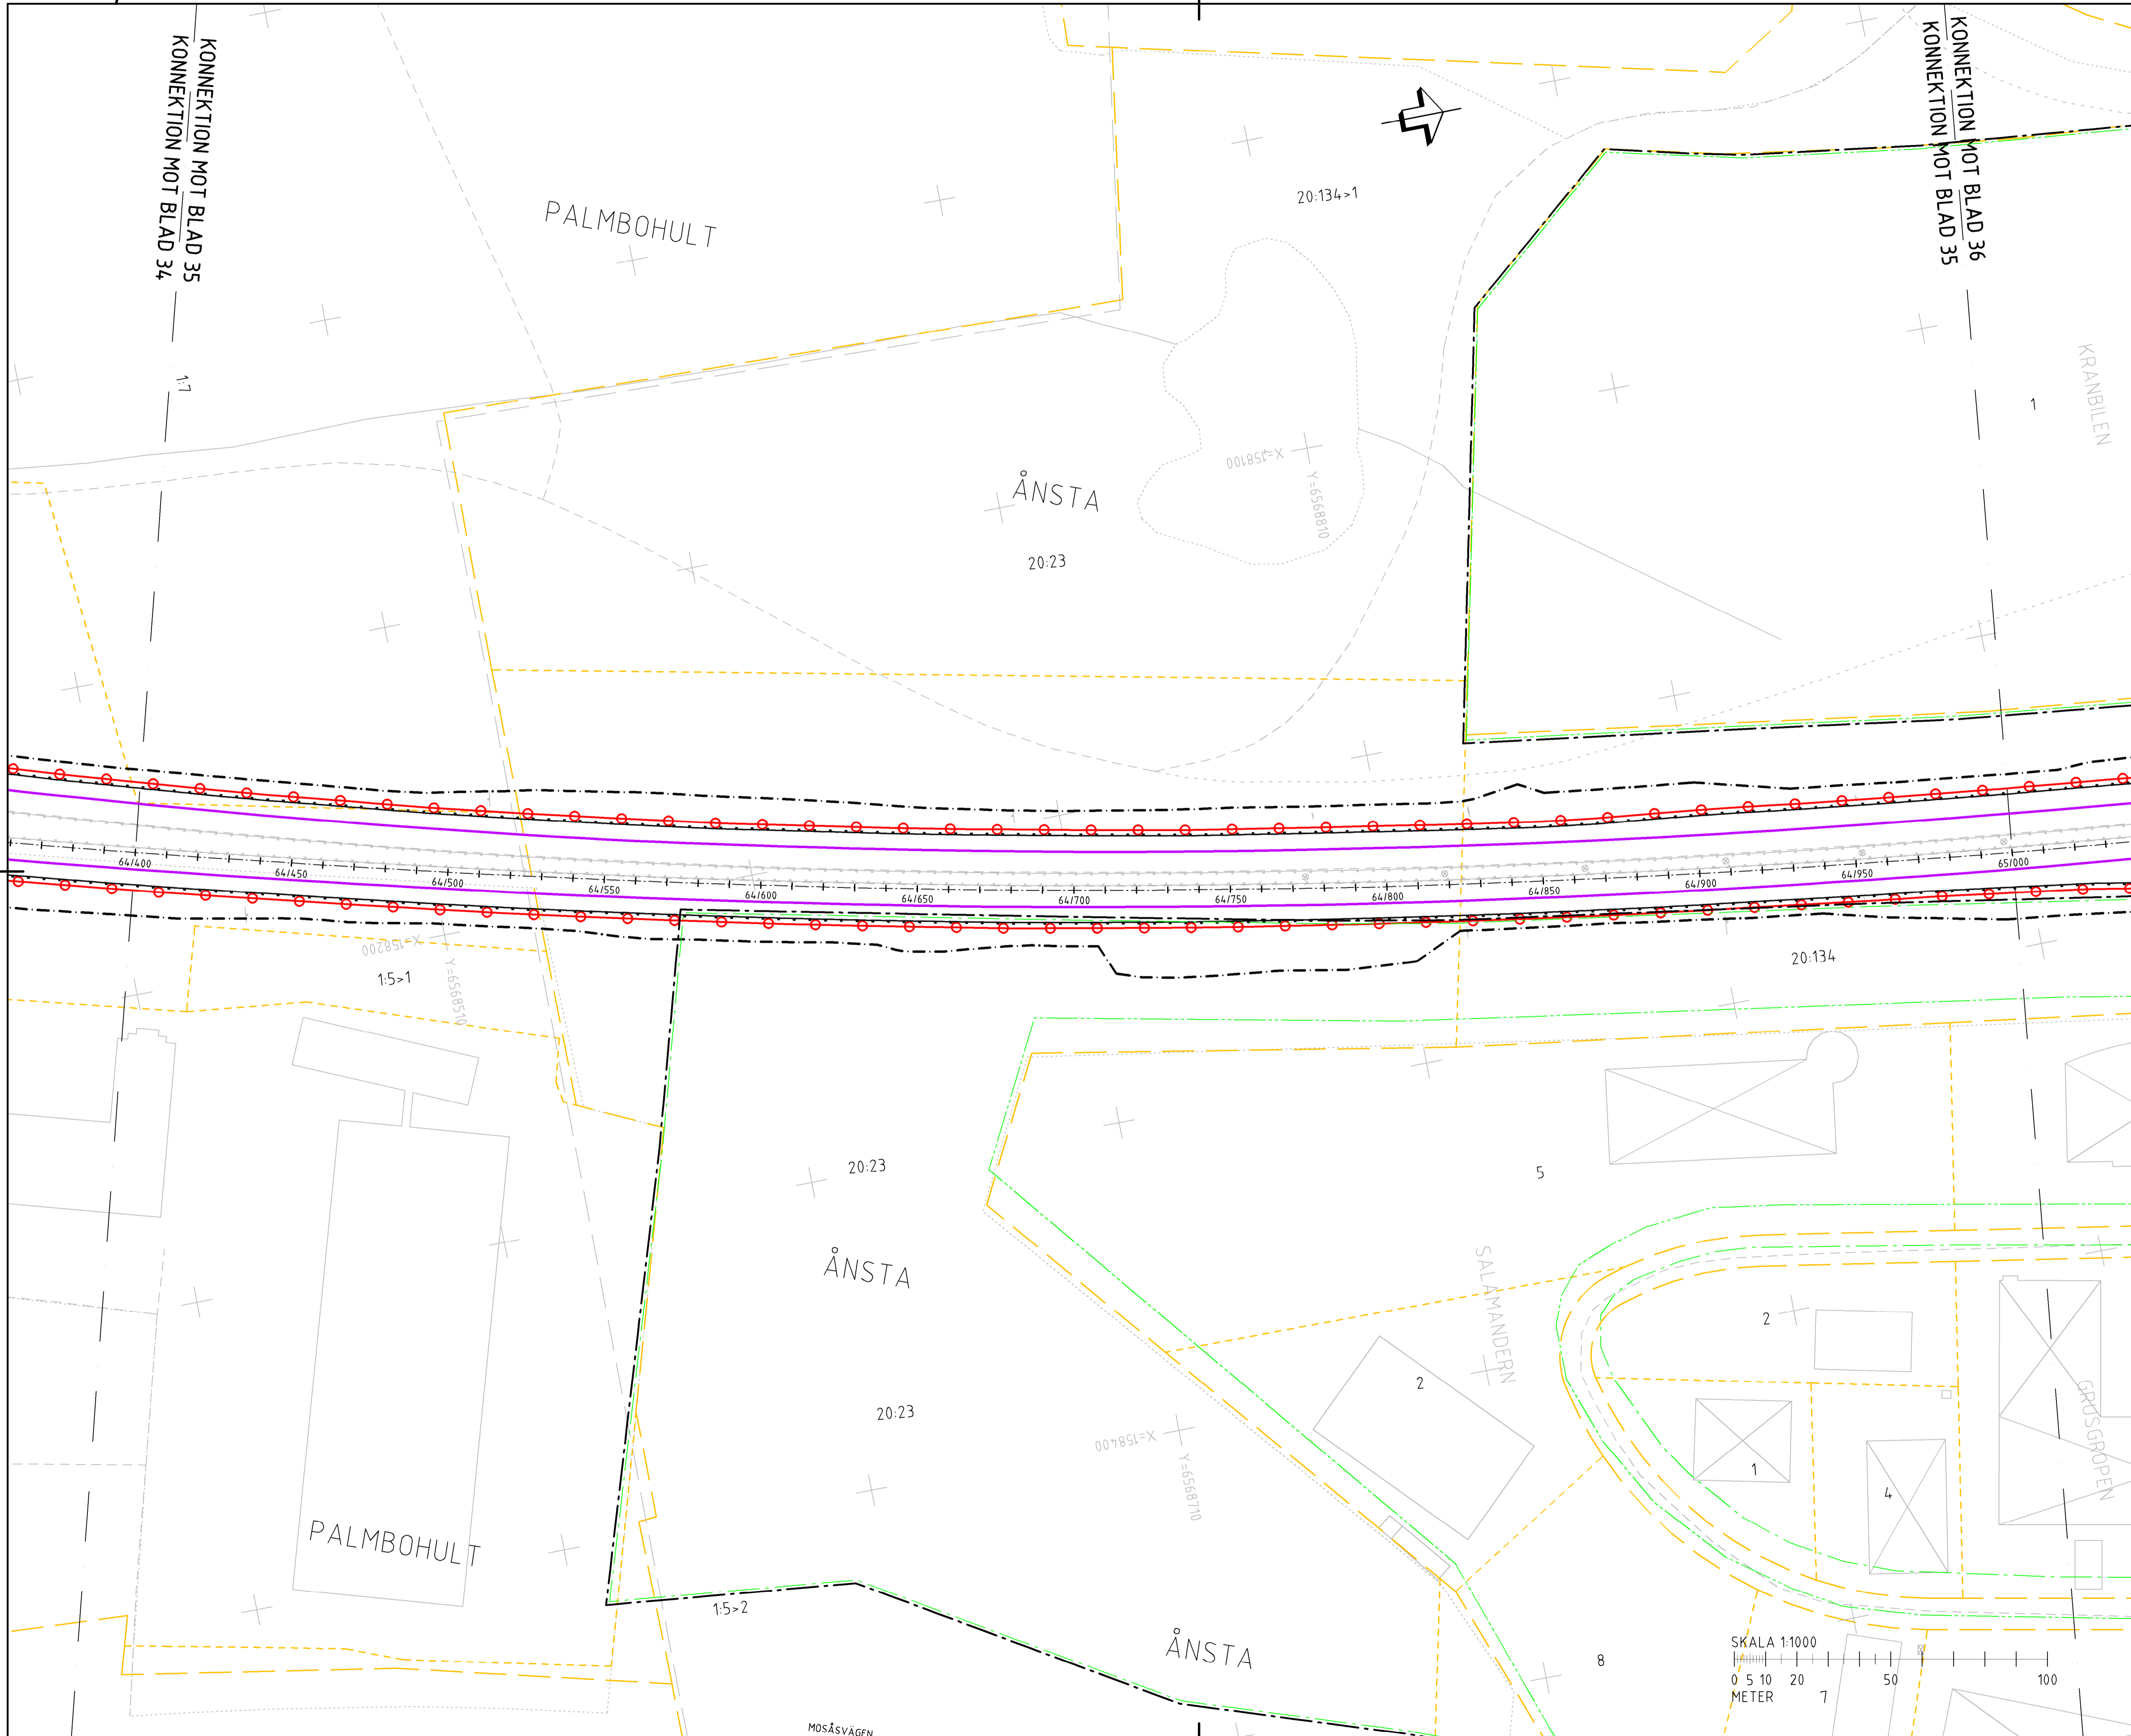 KONNEKTION MOT BLAD 35
KONNEKTION MOT BLAD 34
KONNEKTION MOT BLAD 36
KONNEKTION MOT BLAD 35
PALMBOHULT
20:134>1
1:7
KRANBILEN
1
X=158100
Y=6568810
ÅNSTA
20:23
64/400
64/450
64/500
64/550
64/600
64/650
64/700
64/750
64/800
64/850
64/900
64/950
65/000
X=158200
Y=6568510
1:5>1
20:134
20:23
5
ÅNSTA
SALAMANDERN
2
2
20:23
X=158400
Y=6568710
1
4
GRUSGROPEN
PALMBOHULT
1:5>2
ÅNSTA
8
SKALA 1:1000
0 5 10 20 50 100
METER
7
MOSÅSVÄGEN